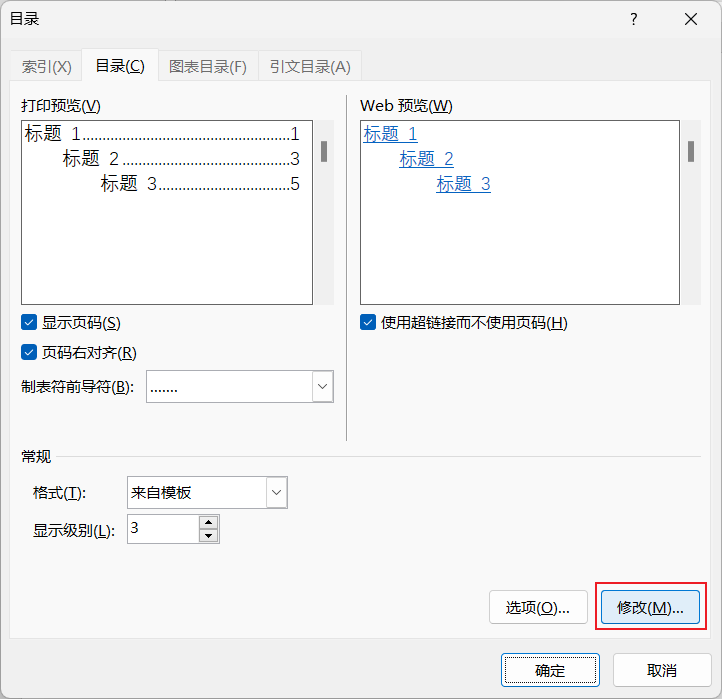 目录
?
索引(X) 目录(C) 图表目录(F) 引文目录(A)
打印预览(V)
标题 1..........................................1
标题 2..................................3
标题 3..........................5
Web 预览(W)
标题 1
标题 2
标题 3
显示页码(S)
页码右对齐(R)
制表符前导符(B): .......
使用超链接而不使用页码(H)
常规
格式(T): 来自模板
显示级别(L): 3
选项(O)... 修改(M)...
确定 取消